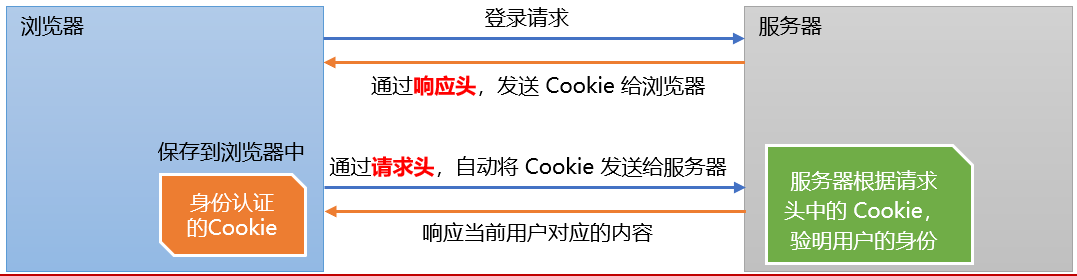 浏览器
登录请求
服务器
通过响应头，发送 Cookie 给浏览器
保存到浏览器中
通过请求头，自动将 Cookie 发送给服务器
身份认证
的Cookie
服务器根据请求
头中的 Cookie，
验明用户的身份
响应当前用户对应的内容